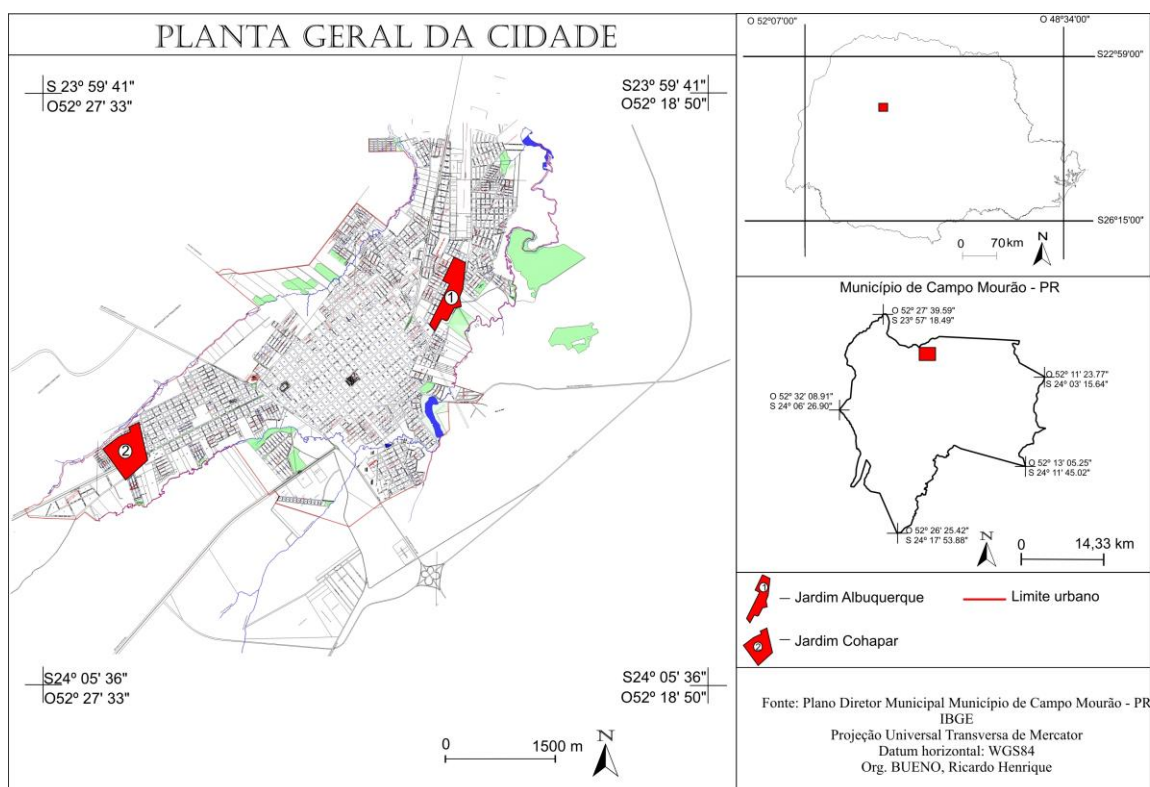 PLANTA GERAL DA CIDADE
S 23º 59' 41"
O52º 27' 33"
S23º 59' 41"
O52º 18' 50"
1
2
S24º 05' 36"
O52º 27' 33"
S24º 05' 36"
O52º 18' 50"
0 1500 m
N
O 52º07'00"
O 48º34'00"
S22º59'00"
S26º15'00"
0 70km
N
Município de Campo Mourão - PR
O 52º 27' 39.59"
S 23º 57' 18.49"
O 52º 11' 23.77"
S 24º 03' 15.64"
O 52º 32' 08.91"
S 24º 06' 26.90"
O 52º 13' 05.25"
S 24º 11' 45.02"
O 52º 26' 25.42"
S 24º 17' 53.88"
N
0 14,33 km
1 — Jardim Albuquerque
Limite urbano
2 — Jardim Cohapar
Fonte: Plano Diretor Municipal Município de Campo Mourão - PR
IBGE
Projeção Universal Transversa de Mercator
Datum horizontal: WGS84
Org. BUENO, Ricardo Henrique